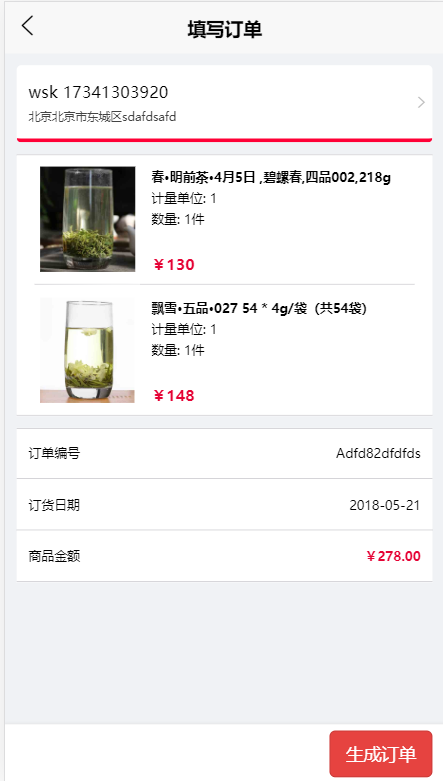 填写订单
wsk 17341303920
北京北京市东城区sdafdsafd
春•明前茶•4月5日 ,碧螺春,四品002,218g
计量单位: 1
数量: 1件
￥130
飘雪•五品•027 54 * 4g/袋（共54袋）
计量单位: 1
数量: 1件
￥148
订单编号 Adfd82dfdfds
订货日期 2018-05-21
商品金额 ￥278.00
生成订单